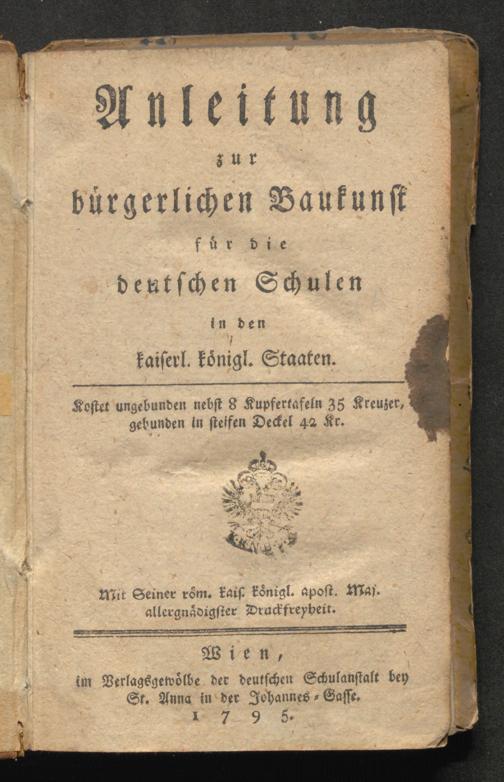 Anleitung
zur
bürgerlichen Baukunst
für die
deutschen Schulen
in den
kaiserl. königl. Staaten.
Kostet ungebunden nebst 8 Kupfertafeln 35 Kreuzer,
gebunden in steifen Deckel 42 Kr.
Mit Seiner röm. kais. königl. apost. Maj.
allergnädigster Druckfreyheit.
Wien,
im Verlagsgewölbe der deutschen Schulanstalt bey
St. Anna in der Johannes-Gasse.
1795.